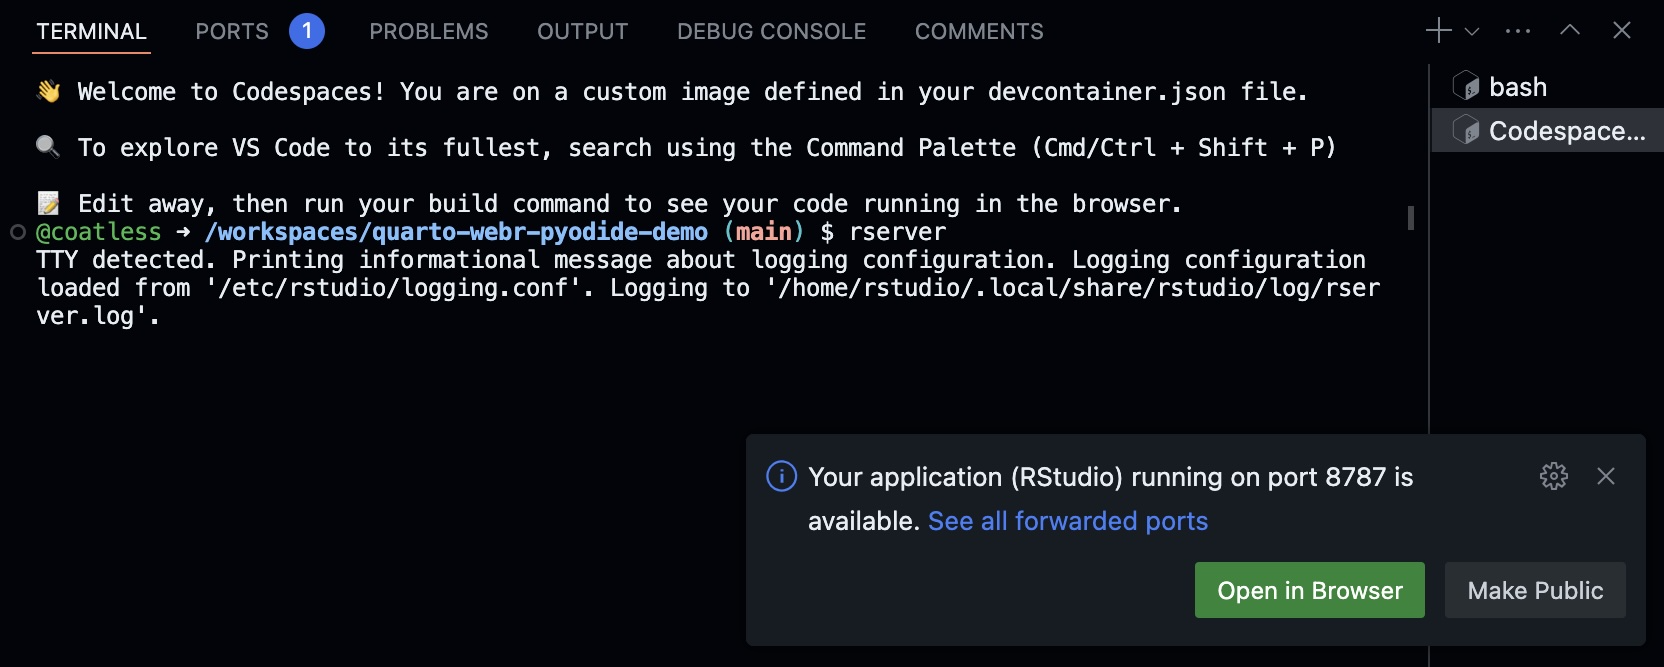 TERMINAL PORTS 1 PROBLEMS OUTPUT DEBUG CONSOLE COMMENTS
👋 Welcome to Codespaces! You are on a custom image defined in your devcontainer.json file.
🔍 To explore VS Code to its fullest, search using the Command Palette (Cmd/Ctrl + Shift + P)
📝 Edit away, then run your build command to see your code running in the browser.
@coatless ➜ /workspaces/quarto-webr-pyodide-demo (main) $ rserver
TTY detected. Printing informational message about logging configuration. Logging configuration
loaded from '/etc/rstudio/logging.conf'. Logging to '/home/rstudio/.local/share/rstudio/log/rser
ver.log'.
bash
Codespace...
Your application (RStudio) running on port 8787 is
available. See all forwarded ports
Open in Browser Make Public